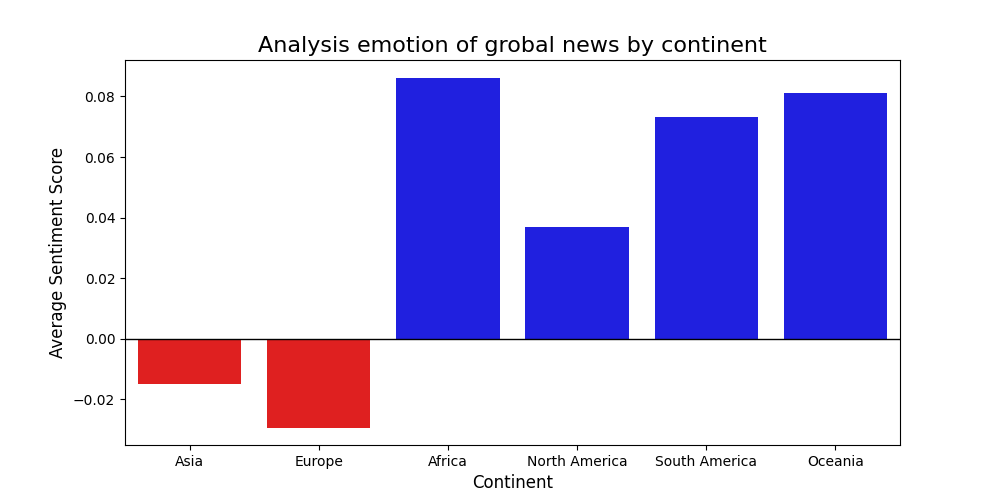 Analysis emotion of grobal news by continent
Average Sentiment Score
0.08
0.06
0.04
0.02
0.00
−0.02
Asia Europe Africa North America South America Oceania
Continent